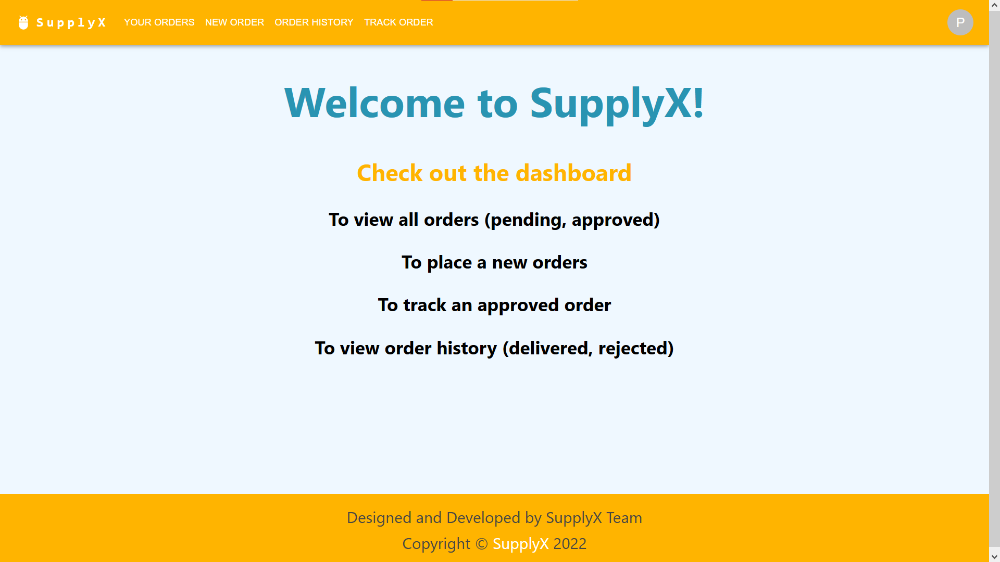 SupplyX YOUR ORDERS NEW ORDER ORDER HISTORY TRACK ORDER P
Welcome to SupplyX!
Check out the dashboard
To view all orders (pending, approved)
To place a new orders
To track an approved order
To view order history (delivered, rejected)
Designed and Developed by SupplyX Team
Copyright © SupplyX 2022